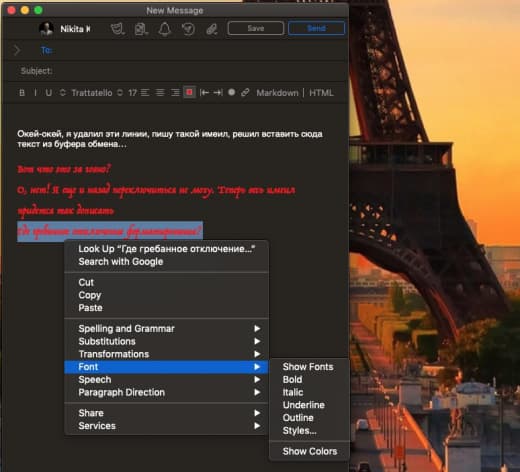 New Message
Nikita K
Save
Send
To:
Subject:
B I U Trattatello 17 Markdown HTML
Окей-окей, я удалил эти линии, пишу такой имеил, решил вставить сюда
текст из буфера обмена...
Вот что это за говно?
О, нет! Я еще и назад переключиться не могу. Теперь весь имеил
придется так дописать
Где гребанное отключение форматирования?
Look Up “Где гребанное отключение...”
Search with Google
Cut
Copy
Paste
Spelling and Grammar
Substitutions
Transformations
Font
Speech
Paragraph Direction
Share
Services
Show Fonts
Bold
Italic
Underline
Outline
Styles...
Show Colors